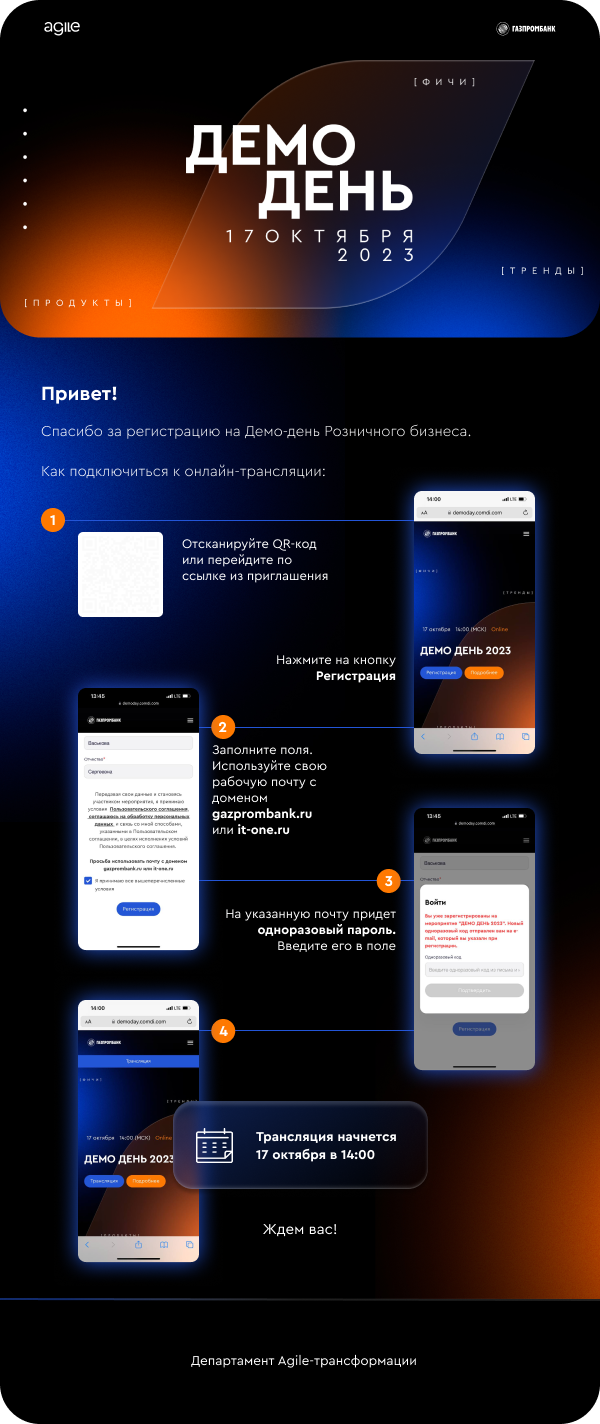 agile
ГАЗПРОМБАНК
[ФИЧИ]
ДЕМО
ДЕНЬ
17 ОКТЯБРЯ
2023
[ТРЕНДЫ]
[ПРОДУКТЫ]
Привет!
Спасибо за регистрацию на Демо-день Розничного бизнеса.
Как подключиться к онлайн-трансляции:
1
Отсканируйте QR-код
или перейдите по
ссылке из приглашения
14:00
LTE
AA
demoday.comdi.com
ГАЗПРОМБАНК
[ФИЧИ]
[ТРЕНДЫ]
17 октября 14:00 (МСК) Online
ДЕМО ДЕНЬ 2023
Регистрация
Подробнее
[ПРОДУКТЫ]
Нажмите на кнопку
Регистрация
2
Заполните поля.
Используйте свою
рабочую почту с
доменом
gazprombank.ru
или it-one.ru
13:45
LTE
demoday.comdi.com
ГАЗПРОМБАНК
Васькова
Отчество*
Сергеевна
Передавая свои данные я становлюсь
участником мероприятия, я принимаю
условия Пользовательского соглашения,
соглашаюсь на обработку персональных
данных, и связь со мной способами,
указанными в Пользовательском
соглашении, в целях исполнения условий
Пользовательского соглашения.
Просьба использовать почту с доменом
gazprombank.ru или it-one.ru
Я принимаю все вышеперечисленные
условия
Регистрация
3
На указанную почту придет
одноразовый пароль.
Введите его в поле
13:45
LTE
demoday.comdi.com
ГАЗПРОМБАНК
Васькова
Отчество*
Войти
Вы уже зарегистрированы на
мероприятие "ДЕМО ДЕНЬ 2023". Новый
одноразовый код отправлен вам на e-
mail, который вы указали при
регистрации.
Одноразовый код
Введите одноразовый код из письма и н
Подтвердить
Регистрация
4
14:00
LTE
AA
demoday.comdi.com
ГАЗПРОМБАНК
Трансляция
[ФИЧИ]
[ТРЕНДЫ]
17 октября 14:00 (МСК) Online
ДЕМО ДЕНЬ 2023
Трансляция
Подробнее
[ПРОДУКТЫ]
Трансляция начнется
17 октября в 14:00
Ждем вас!
Департамент Agile-трансформации